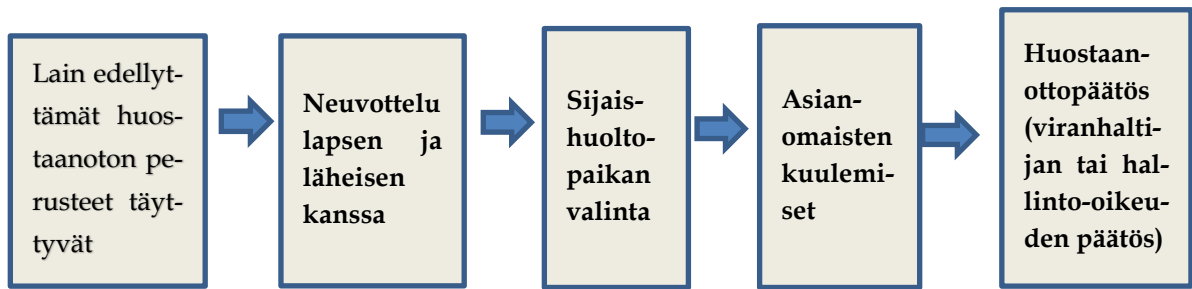 Lain edellyt-
tämät huos-
taanoton pe-
rusteet täyt-
tyvät
Neuvottelu
lapsen ja
läheisen
kanssa
Sijais-
huolto-
paikan
valinta
Asian-
omaisten
kuulemi-
set
Huostaan-
ottopäätös
(viranhalti-
jan tai hal-
linto-oikeu-
den päätös)